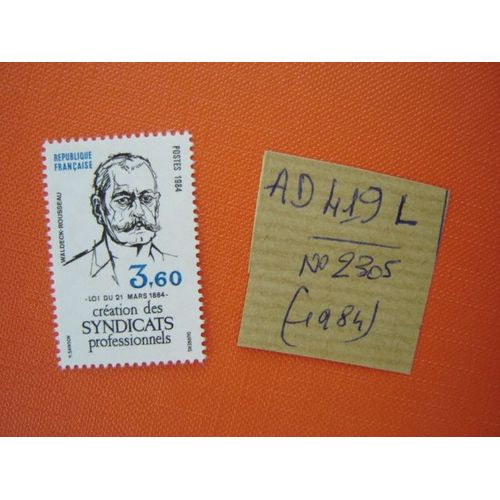 REPUBLIQUE
FRANÇAISE
POSTES 1984
WALDECK-ROUSSEAU
3,60
-LOI DU 21 MARS 1884-
création des
SYNDICATS
professionnels
AD 419 L
N° 2305
(1984)